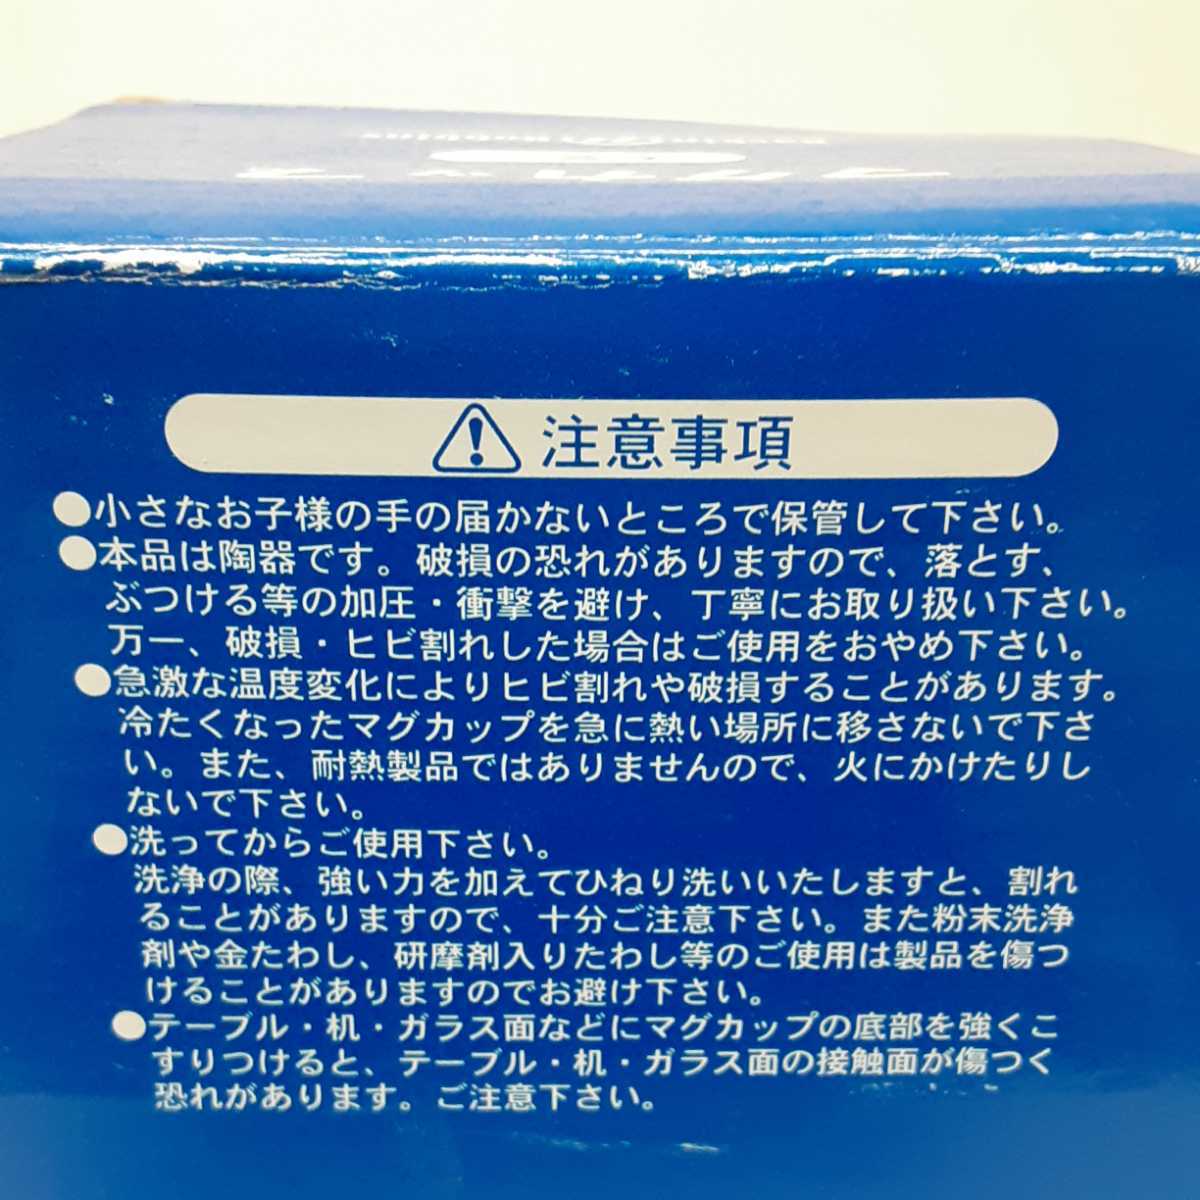 注意事項
●小さなお子様の手の届かないところで保管して下さい。
●本品は陶器です。破損の恐れがありますので、落とす、
ぶつける等の加圧・衝撃を避け、丁寧にお取り扱い下さい。
万一、破損・ヒビ割れした場合はご使用をおやめ下さい。
●急激な温度変化によりヒビ割れや破損することがあります。
冷たくなったマグカップを急に熱い場所に移さないで下さ
い。また、耐熱製品ではありませんので、火にかけたりし
ないで下さい。
●洗ってからご使用下さい。
洗浄の際、強い力を加えてひねり洗いいたしますと、割れ
ることがありますので、十分ご注意下さい。また粉末洗浄
剤や金たわし、研磨剤入りたわし等のご使用は製品を傷つ
けることがありますのでお避け下さい。
●テーブル・机・ガラス面などにマグカップの底部を強くこ
すりつけると、テーブル・机・ガラス面の接触面が傷つく
恐れがあります。ご注意下さい。